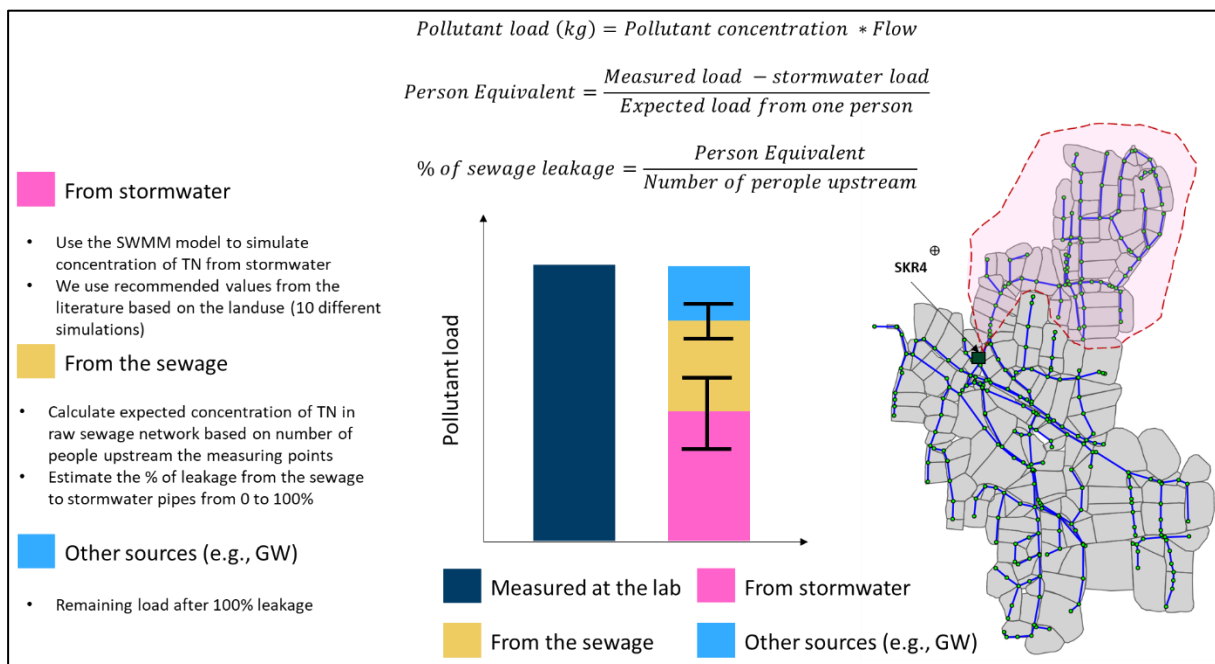 Pollutant load (kg) = Pollutant concentration * Flow
Person Equivalent = Measured load − stormwater load
Expected load from one person
% of sewage leakage = Person Equivalent
Number of perople upstream
From stormwater
• Use the SWMM model to simulate
concentration of TN from stormwater
• We use recommended values from the
literature based on the landuse (10 different
simulations)
From the sewage
• Calculate expected concentration of TN in
raw sewage network based on number of
people upstream the measuring points
• Estimate the % of leakage from the sewage
to stormwater pipes from 0 to 100%
Other sources (e.g., GW)
• Remaining load after 100% leakage
Pollutant load
Measured at the lab
From stormwater
From the sewage
Other sources (e.g., GW)
SKR4